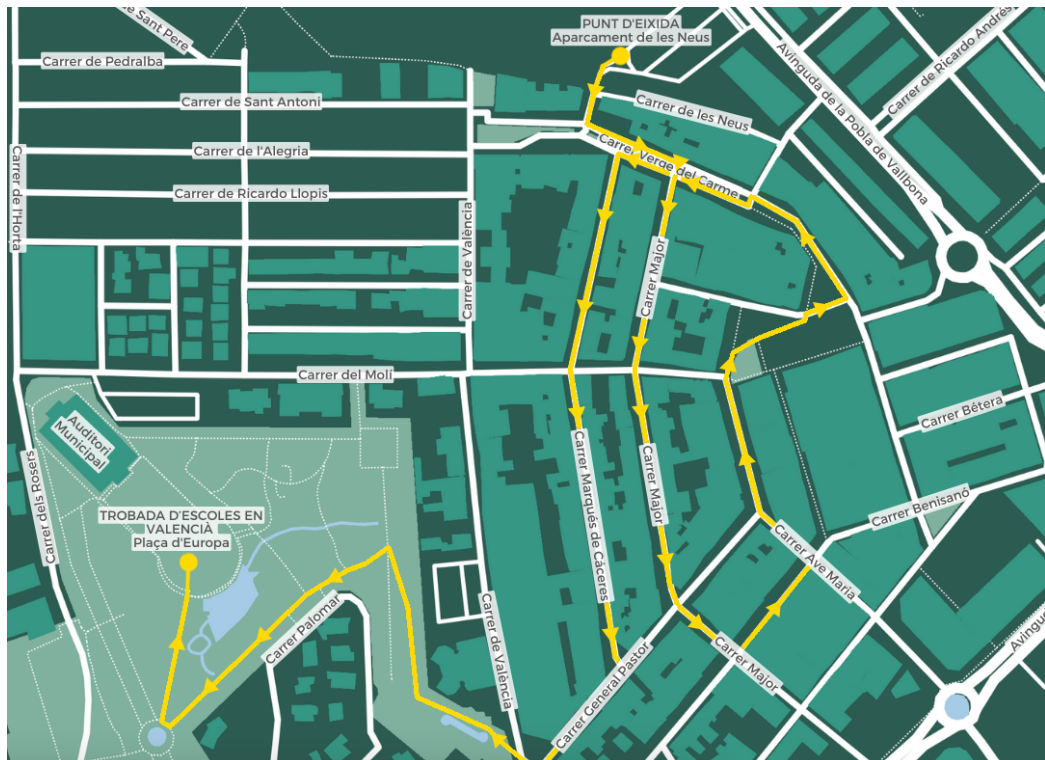 de Sant Pere
Carrer de Pedralba
Carrer de Sant Antoni
Carrer de l'Alegria
Carrer de Ricardo Llopis
Carrer de l'Horta
Carrer de València
PUNT D'EIXIDA
Aparcament de les Neus
Carrer de les Neus
Carrer Verge del Carme
Avinguda de la Pobla de Vallbona
Carrer de Ricardo Andrés
Carrer Major
Carrer del Molí
Auditori
Municipal
Carrer dels Rosers
TROBADA D'ESCOLES EN
VALENCIÀ
Plaça d'Europa
Carrer Palomar
Carrer de València
Carrer Marqués de Cáceres
Carrer Major
Carrer General Pastor
Carrer Major
Carrer Ave Maria
Carrer Bétera
Carrer Benisanó
Avinguda